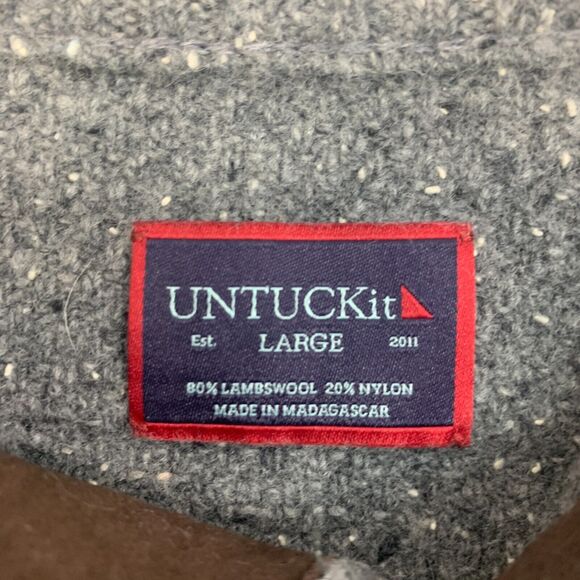 UNTUCKit
Est. LARGE 2011
80% LAMBSWOOL 20% NYLON
MADE IN MADAGASCAR